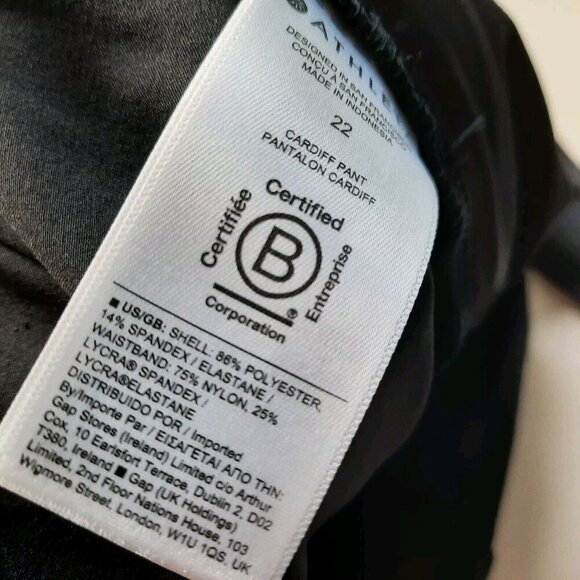 ATHLE
DESIGNED IN SAN FRANCISCO
CONÇU À SAN FRANCISCO
MADE IN INDONESIA
22
CARDIFF PANT
PANTALON CARDIFF
Certified
Certifiée
B
Entreprise
®
Corporation
■ US/GB: SHELL: 86% POLYESTER,
14% SPANDEX / ELASTANE /
WAISTBAND: 75% NYLON, 25%
LYCRA® SPANDEX /
LYCRA®ELASTANE
DISTRIBUIDO POR / Imported
By/Importe Par / ΕΙΣΑΓΕΤΑΙ ΑΠΟ ΤΗΝ:
Gap Stores (Ireland) Limited c/o Arthur
Cox, 10 Earlsfort Terrace, Dublin 2, D02
T380, Ireland ■ Gap (UK Holdings)
Limited, 2nd Floor Nations House, 103
Wigmore Street, London, W1U 1QS, UK